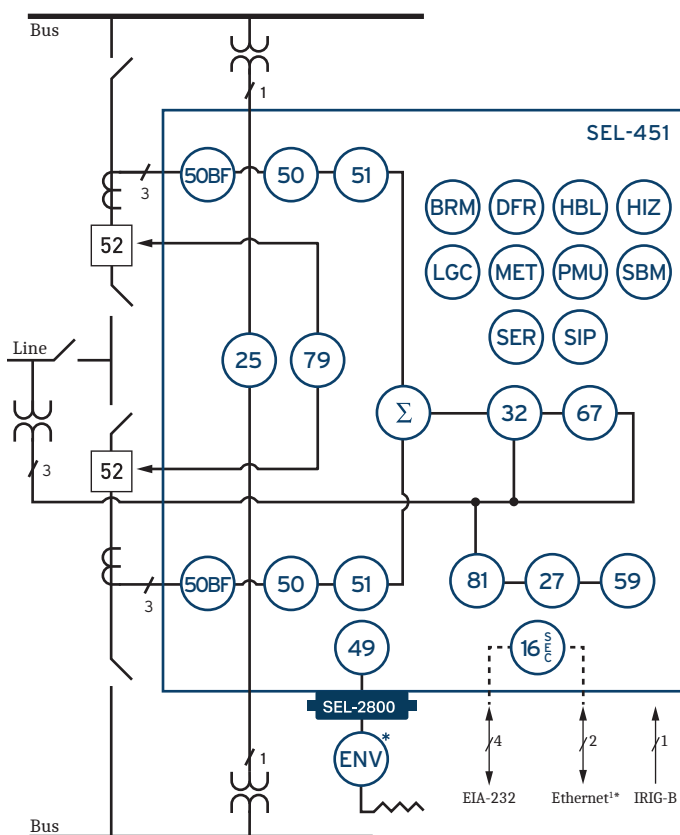 Bus
1
SEL-451
3
50BF 50 51
BRM DFR HBL HIZ
52
LGC MET PMU SBM
SER SIP
Line
25 79
Σ 32 67
52
3
81 27 59
3
50BF 50 51
49
16 SEC
SEL-2800
1
ENV*
4 2 1
EIA-232 Ethernet¹* IRIG-B
Bus